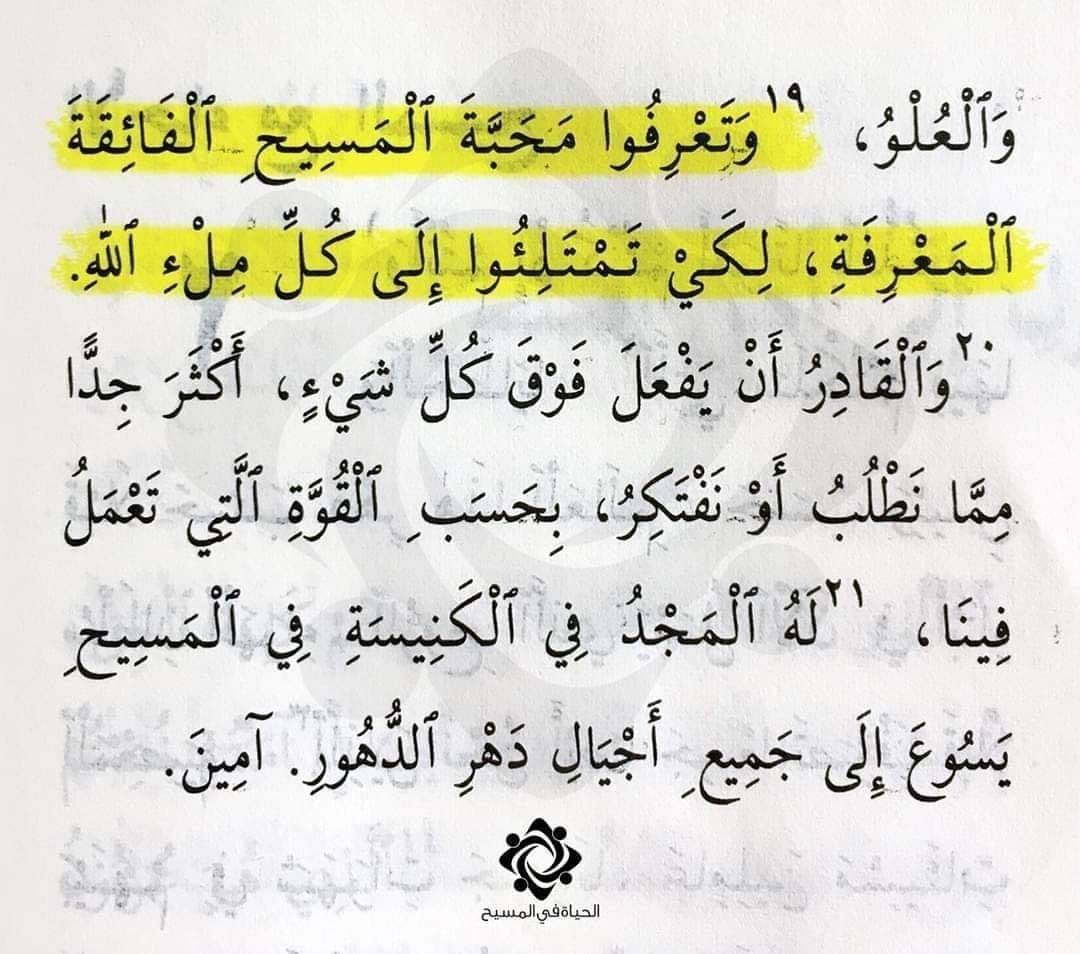 وَٱلْعُلْوُ، ١٩ وَتَعْرِفُوا مَحَبَّةَ ٱلْمَسِيحِ ٱلْفَائِقَةَ
ٱلْمَعْرِفَةِ، لِكَيْ تَمْتَلِئُوا إِلَى كُلِّ مِلْءِ ٱللهِ.
٢٠ وَٱلْقَادِرُ أَنْ يَفْعَلَ فَوْقَ كُلِّ شَيْءٍ، أَكْثَرَ جِدًّا
مِمَّا نَطْلُبُ أَوْ نَفْتَكِرُ، بِحَسَبِ ٱلْقُوَّةِ ٱلَّتِي تَعْمَلُ
فِينَا، ٢١ لَهُ ٱلْمَجْدُ فِي ٱلْكَنِيسَةِ فِي ٱلْمَسِيحِ
يَسُوعَ إِلَى جَمِيعِ أَجْيَالِ دَهْرِ ٱلدُّهُورِ. آمِينَ.
الحياة في المسيح